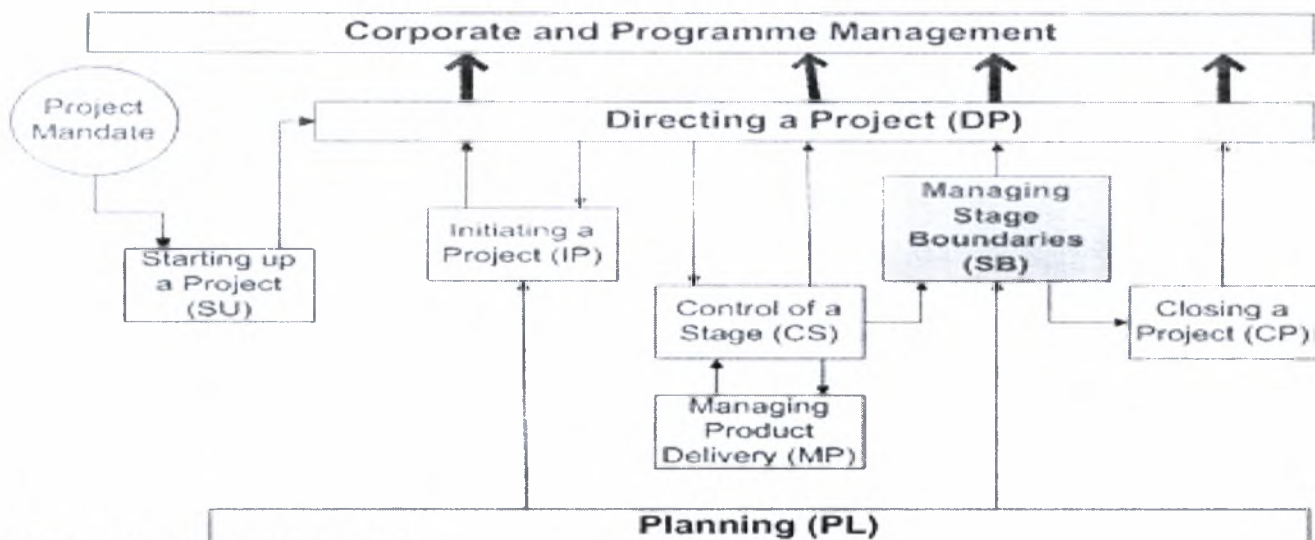 Corporate and Programme Management
Project
Mandate
Directing a Project (DP)
Starting up
a Project
(SU)
Initiating a
Project (IP)
Control of a
Stage (CS)
Managing
Product
Delivery (MP)
Managing
Stage
Boundaries
(SB)
Closing a
Project (CP)
Planning (PL)